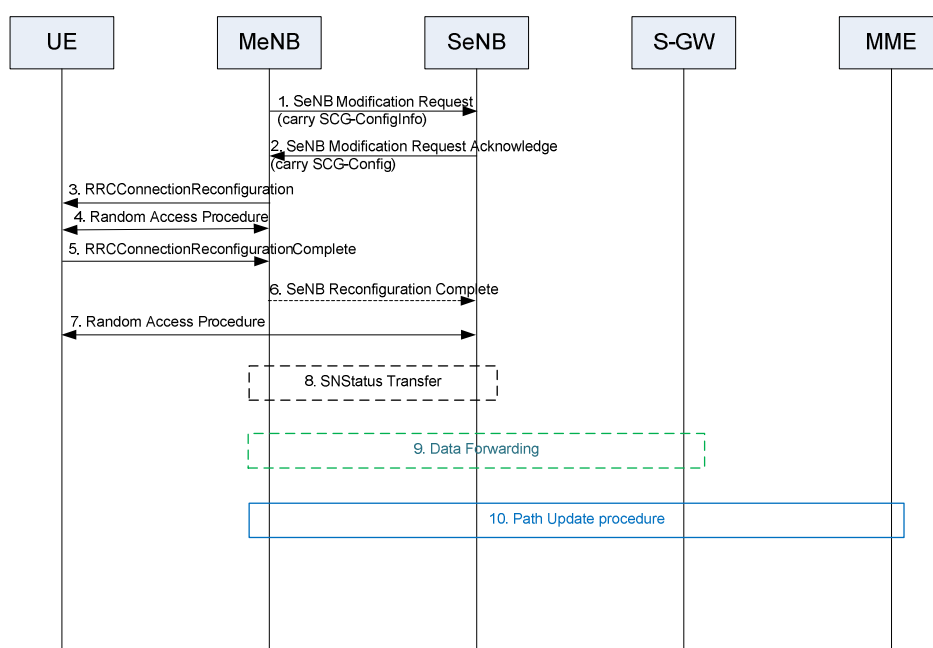 UE
MeNB
SeNB
S-GW
MME
1. SeNB Modification Request
(carry SCG-ConfigInfo)
2. SeNB Modification Request Acknowledge
(carry SCG-Config)
3. RRCConnectionReconfiguration
4. Random Access Procedure
5. RRCConnectionReconfigurationComplete
6. SeNB Reconfiguration Complete
7. Random Access Procedure
8. SNStatus Transfer
9. Data Forwarding
10. Path Update procedure